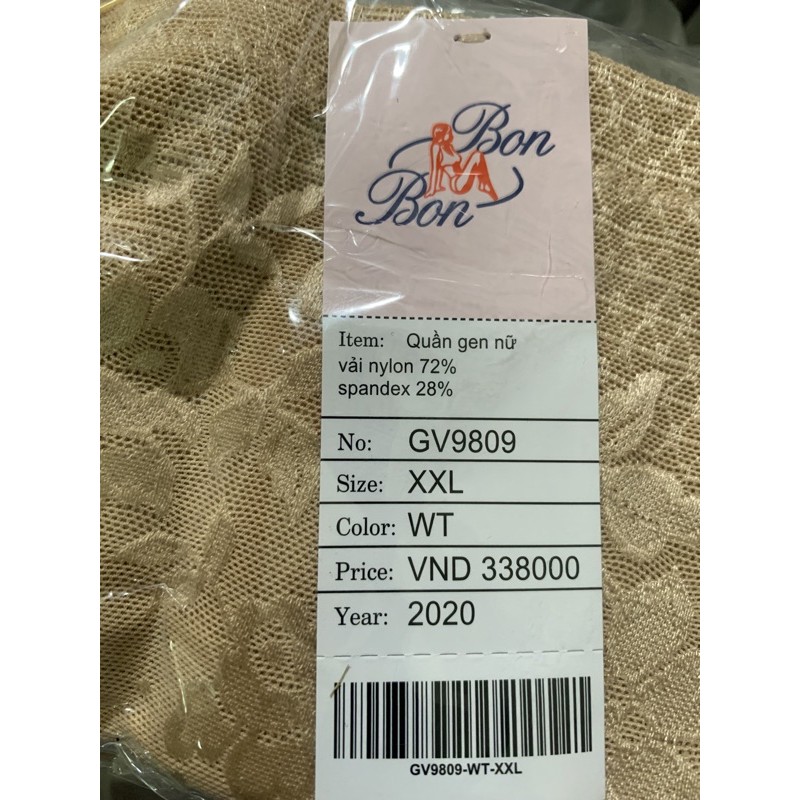 Bon
Bon
Item: Quần gen nữ
vải nylon 72%
spandex 28%
No: GV9809
Size: XXL
Color: WT
Price: VND 338000
Year: 2020
GV9809-WT-XXL